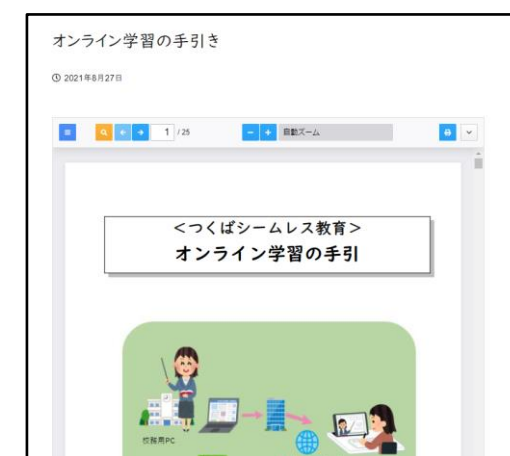 オンライン学習の手引き
2021年8月27日
1 / 25
自動ズーム
<つくばシームレス教育>
オンライン学習の手引
校務用PC